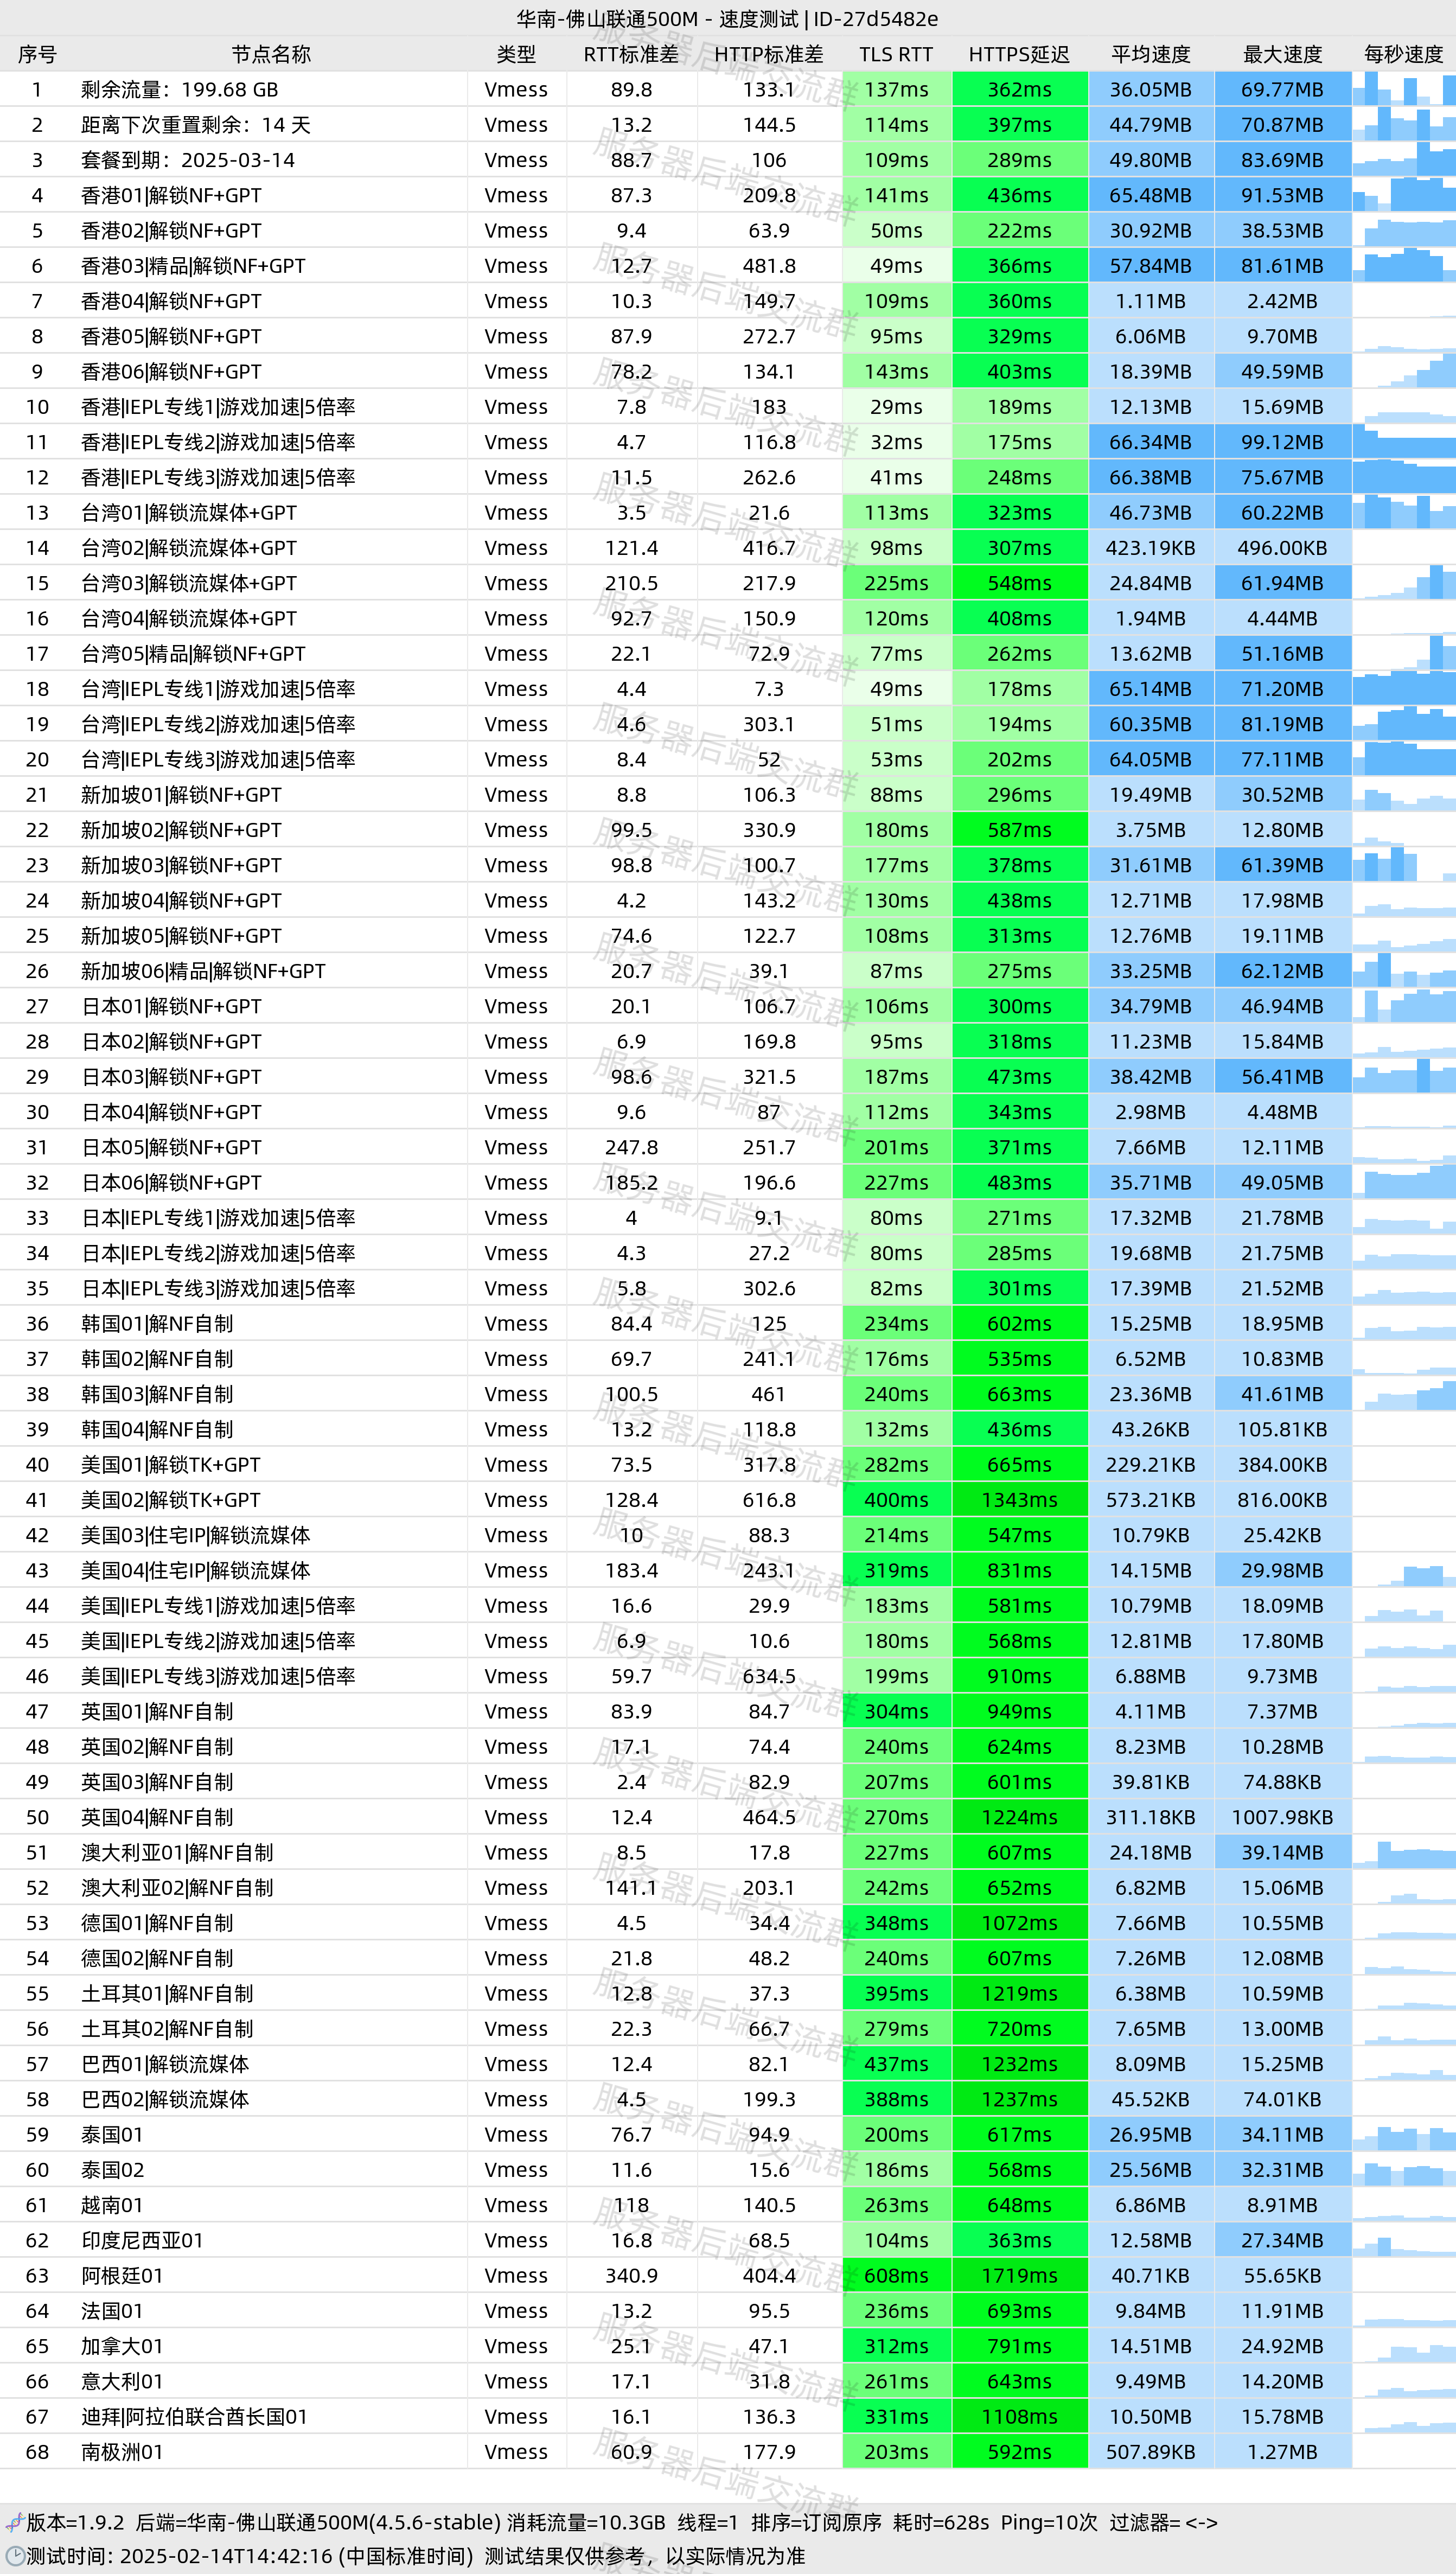 华南-佛山联通500M - 速度测试 | ID-27d5482e
序号 节点名称 类型 RTT标准差 HTTP标准差 TLS RTT HTTPS延迟 平均速度 最大速度 每秒速度
1 剩余流量：199.68 GB Vmess 89.8 133.1 137ms 362ms 36.05MB 69.77MB
2 距离下次重置剩余：14 天 Vmess 13.2 144.5 114ms 397ms 44.79MB 70.87MB
3 套餐到期：2025-03-14 Vmess 88.7 106 109ms 289ms 49.80MB 83.69MB
4 香港01|解锁NF+GPT Vmess 87.3 209.8 141ms 436ms 65.48MB 91.53MB
5 香港02|解锁NF+GPT Vmess 9.4 63.9 50ms 222ms 30.92MB 38.53MB
6 香港03|精品|解锁NF+GPT Vmess 12.7 481.8 49ms 366ms 57.84MB 81.61MB
7 香港04|解锁NF+GPT Vmess 10.3 149.7 109ms 360ms 1.11MB 2.42MB
8 香港05|解锁NF+GPT Vmess 87.9 272.7 95ms 329ms 6.06MB 9.70MB
9 香港06|解锁NF+GPT Vmess 78.2 134.1 143ms 403ms 18.39MB 49.59MB
10 香港|IEPL专线1|游戏加速|5倍率 Vmess 7.8 183 29ms 189ms 12.13MB 15.69MB
11 香港|IEPL专线2|游戏加速|5倍率 Vmess 4.7 116.8 32ms 175ms 66.34MB 99.12MB
12 香港|IEPL专线3|游戏加速|5倍率 Vmess 11.5 262.6 41ms 248ms 66.38MB 75.67MB
13 台湾01|解锁流媒体+GPT Vmess 3.5 21.6 113ms 323ms 46.73MB 60.22MB
14 台湾02|解锁流媒体+GPT Vmess 121.4 416.7 98ms 307ms 423.19KB 496.00KB
15 台湾03|解锁流媒体+GPT Vmess 210.5 217.9 225ms 548ms 24.84MB 61.94MB
16 台湾04|解锁流媒体+GPT Vmess 92.7 150.9 120ms 408ms 1.94MB 4.44MB
17 台湾05|精品|解锁NF+GPT Vmess 22.1 72.9 77ms 262ms 13.62MB 51.16MB
18 台湾|IEPL专线1|游戏加速|5倍率 Vmess 4.4 7.3 49ms 178ms 65.14MB 71.20MB
19 台湾|IEPL专线2|游戏加速|5倍率 Vmess 4.6 303.1 51ms 194ms 60.35MB 81.19MB
20 台湾|IEPL专线3|游戏加速|5倍率 Vmess 8.4 52 53ms 202ms 64.05MB 77.11MB
21 新加坡01|解锁NF+GPT Vmess 8.8 106.3 88ms 296ms 19.49MB 30.52MB
22 新加坡02|解锁NF+GPT Vmess 99.5 330.9 180ms 587ms 3.75MB 12.80MB
23 新加坡03|解锁NF+GPT Vmess 98.8 100.7 177ms 378ms 31.61MB 61.39MB
24 新加坡04|解锁NF+GPT Vmess 4.2 143.2 130ms 438ms 12.71MB 17.98MB
25 新加坡05|解锁NF+GPT Vmess 74.6 122.7 108ms 313ms 12.76MB 19.11MB
26 新加坡06|精品|解锁NF+GPT Vmess 20.7 39.1 87ms 275ms 33.25MB 62.12MB
27 日本01|解锁NF+GPT Vmess 20.1 106.7 106ms 300ms 34.79MB 46.94MB
28 日本02|解锁NF+GPT Vmess 6.9 169.8 95ms 318ms 11.23MB 15.84MB
29 日本03|解锁NF+GPT Vmess 98.6 321.5 187ms 473ms 38.42MB 56.41MB
30 日本04|解锁NF+GPT Vmess 9.6 87 112ms 343ms 2.98MB 4.48MB
31 日本05|解锁NF+GPT Vmess 247.8 251.7 201ms 371ms 7.66MB 12.11MB
32 日本06|解锁NF+GPT Vmess 185.2 196.6 227ms 483ms 35.71MB 49.05MB
33 日本|IEPL专线1|游戏加速|5倍率 Vmess 4 9.1 80ms 271ms 17.32MB 21.78MB
34 日本|IEPL专线2|游戏加速|5倍率 Vmess 4.3 27.2 80ms 285ms 19.68MB 21.75MB
35 日本|IEPL专线3|游戏加速|5倍率 Vmess 5.8 302.6 82ms 301ms 17.39MB 21.52MB
36 韩国01|解NF自制 Vmess 84.4 125 234ms 602ms 15.25MB 18.95MB
37 韩国02|解NF自制 Vmess 69.7 241.1 176ms 535ms 6.52MB 10.83MB
38 韩国03|解NF自制 Vmess 100.5 461 240ms 663ms 23.36MB 41.61MB
39 韩国04|解NF自制 Vmess 13.2 118.8 132ms 436ms 43.26KB 105.81KB
40 美国01|解锁TK+GPT Vmess 73.5 317.8 282ms 665ms 229.21KB 384.00KB
41 美国02|解锁TK+GPT Vmess 128.4 616.8 400ms 1343ms 573.21KB 816.00KB
42 美国03|住宅IP|解锁流媒体 Vmess 10 88.3 214ms 547ms 10.79KB 25.42KB
43 美国04|住宅IP|解锁流媒体 Vmess 183.4 243.1 319ms 831ms 14.15MB 29.98MB
44 美国|IEPL专线1|游戏加速|5倍率 Vmess 16.6 29.9 183ms 581ms 10.79MB 18.09MB
45 美国|IEPL专线2|游戏加速|5倍率 Vmess 6.9 10.6 180ms 568ms 12.81MB 17.80MB
46 美国|IEPL专线3|游戏加速|5倍率 Vmess 59.7 634.5 199ms 910ms 6.88MB 9.73MB
47 英国01|解NF自制 Vmess 83.9 84.7 304ms 949ms 4.11MB 7.37MB
48 英国02|解NF自制 Vmess 17.1 74.4 240ms 624ms 8.23MB 10.28MB
49 英国03|解NF自制 Vmess 2.4 82.9 207ms 601ms 39.81KB 74.88KB
50 英国04|解NF自制 Vmess 12.4 464.5 270ms 1224ms 311.18KB 1007.98KB
51 澳大利亚01|解NF自制 Vmess 8.5 17.8 227ms 607ms 24.18MB 39.14MB
52 澳大利亚02|解NF自制 Vmess 141.1 203.1 242ms 652ms 6.82MB 15.06MB
53 德国01|解NF自制 Vmess 4.5 34.4 348ms 1072ms 7.66MB 10.55MB
54 德国02|解NF自制 Vmess 21.8 48.2 240ms 607ms 7.26MB 12.08MB
55 土耳其01|解NF自制 Vmess 12.8 37.3 395ms 1219ms 6.38MB 10.59MB
56 土耳其02|解NF自制 Vmess 22.3 66.7 279ms 720ms 7.65MB 13.00MB
57 巴西01|解锁流媒体 Vmess 12.4 82.1 437ms 1232ms 8.09MB 15.25MB
58 巴西02|解锁流媒体 Vmess 4.5 199.3 388ms 1237ms 45.52KB 74.01KB
59 泰国01 Vmess 76.7 94.9 200ms 617ms 26.95MB 34.11MB
60 泰国02 Vmess 11.6 15.6 186ms 568ms 25.56MB 32.31MB
61 越南01 Vmess 118 140.5 263ms 648ms 6.86MB 8.91MB
62 印度尼西亚01 Vmess 16.8 68.5 104ms 363ms 12.58MB 27.34MB
63 阿根廷01 Vmess 340.9 404.4 608ms 1719ms 40.71KB 55.65KB
64 法国01 Vmess 13.2 95.5 236ms 693ms 9.84MB 11.91MB
65 加拿大01 Vmess 25.1 47.1 312ms 791ms 14.51MB 24.92MB
66 意大利01 Vmess 17.1 31.8 261ms 643ms 9.49MB 14.20MB
67 迪拜|阿拉伯联合酋长国01 Vmess 16.1 136.3 331ms 1108ms 10.50MB 15.78MB
68 南极洲01 Vmess 60.9 177.9 203ms 592ms 507.89KB 1.27MB
版本=1.9.2 后端=华南-佛山联通500M(4.5.6-stable) 消耗流量=10.3GB 线程=1 排序=订阅原序 耗时=628s Ping=10次 过滤器= <->
测试时间: 2025-02-14T14:42:16 (中国标准时间) 测试结果仅供参考，以实际情况为准
服务器后端交流群